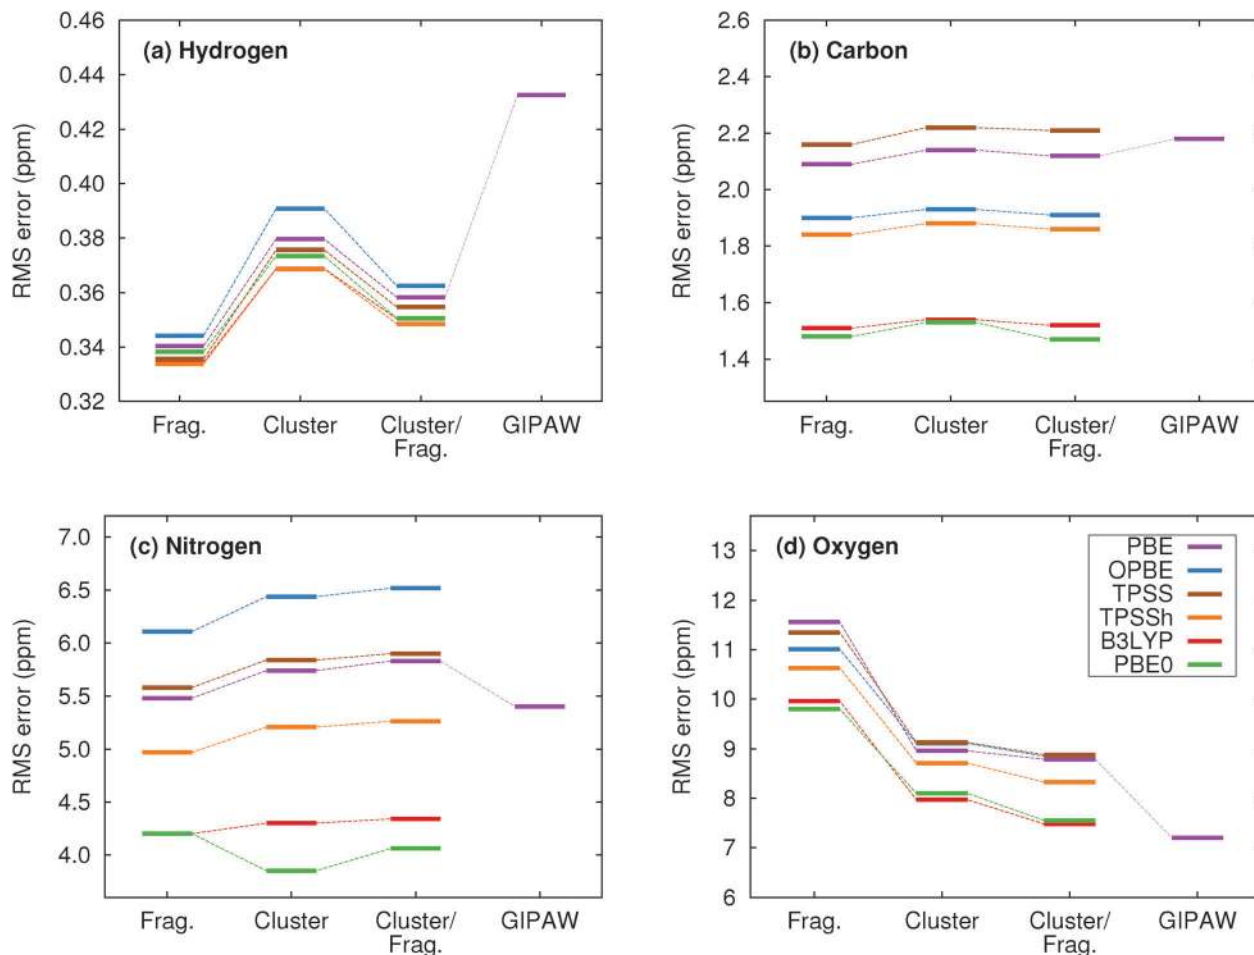 (a) Hydrogen
RMS error (ppm)
0.46
0.44
0.42
0.40
0.38
0.36
0.34
0.32
Frag.
Cluster
Cluster/
Frag.
GIPAW
(b) Carbon
RMS error (ppm)
2.6
2.4
2.2
2.0
1.8
1.6
1.4
Frag.
Cluster
Cluster/
Frag.
GIPAW
(c) Nitrogen
RMS error (ppm)
7.0
6.5
6.0
5.5
5.0
4.5
4.0
Frag.
Cluster
Cluster/
Frag.
GIPAW
(d) Oxygen
RMS error (ppm)
13
12
11
10
9
8
7
6
PBE
OPBE
TPSS
TPSSh
B3LYP
PBE0
Frag.
Cluster
Cluster/
Frag.
GIPAW